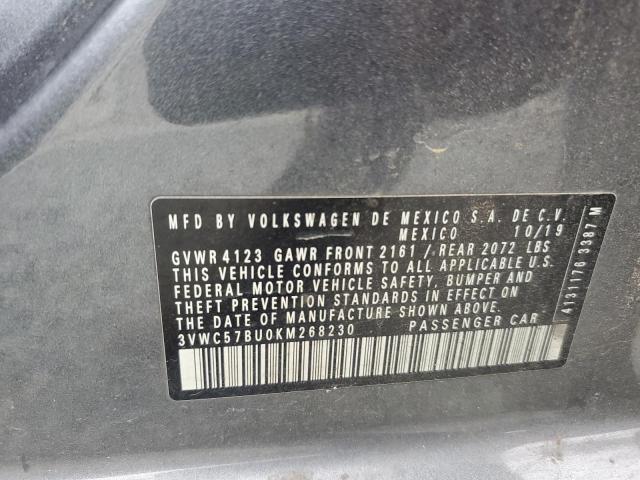 MFD BY VOLKSWAGEN DE MEXICO S.A. DE C.V.
MEXICO 10/19
GVWR 4123 GAWR FRONT 2161 / REAR 2072 LBS
THIS VEHICLE CONFORMS TO ALL APPLICABLE U.S.
FEDERAL MOTOR VEHICLE SAFETY, BUMPER AND
THEFT PREVENTION STANDARDS IN EFFECT ON
THE DATE OF MANUFACTURE SHOWN ABOVE.
3VWC57BU0KM268230 PASSENGER CAR
4131 176 3387 M